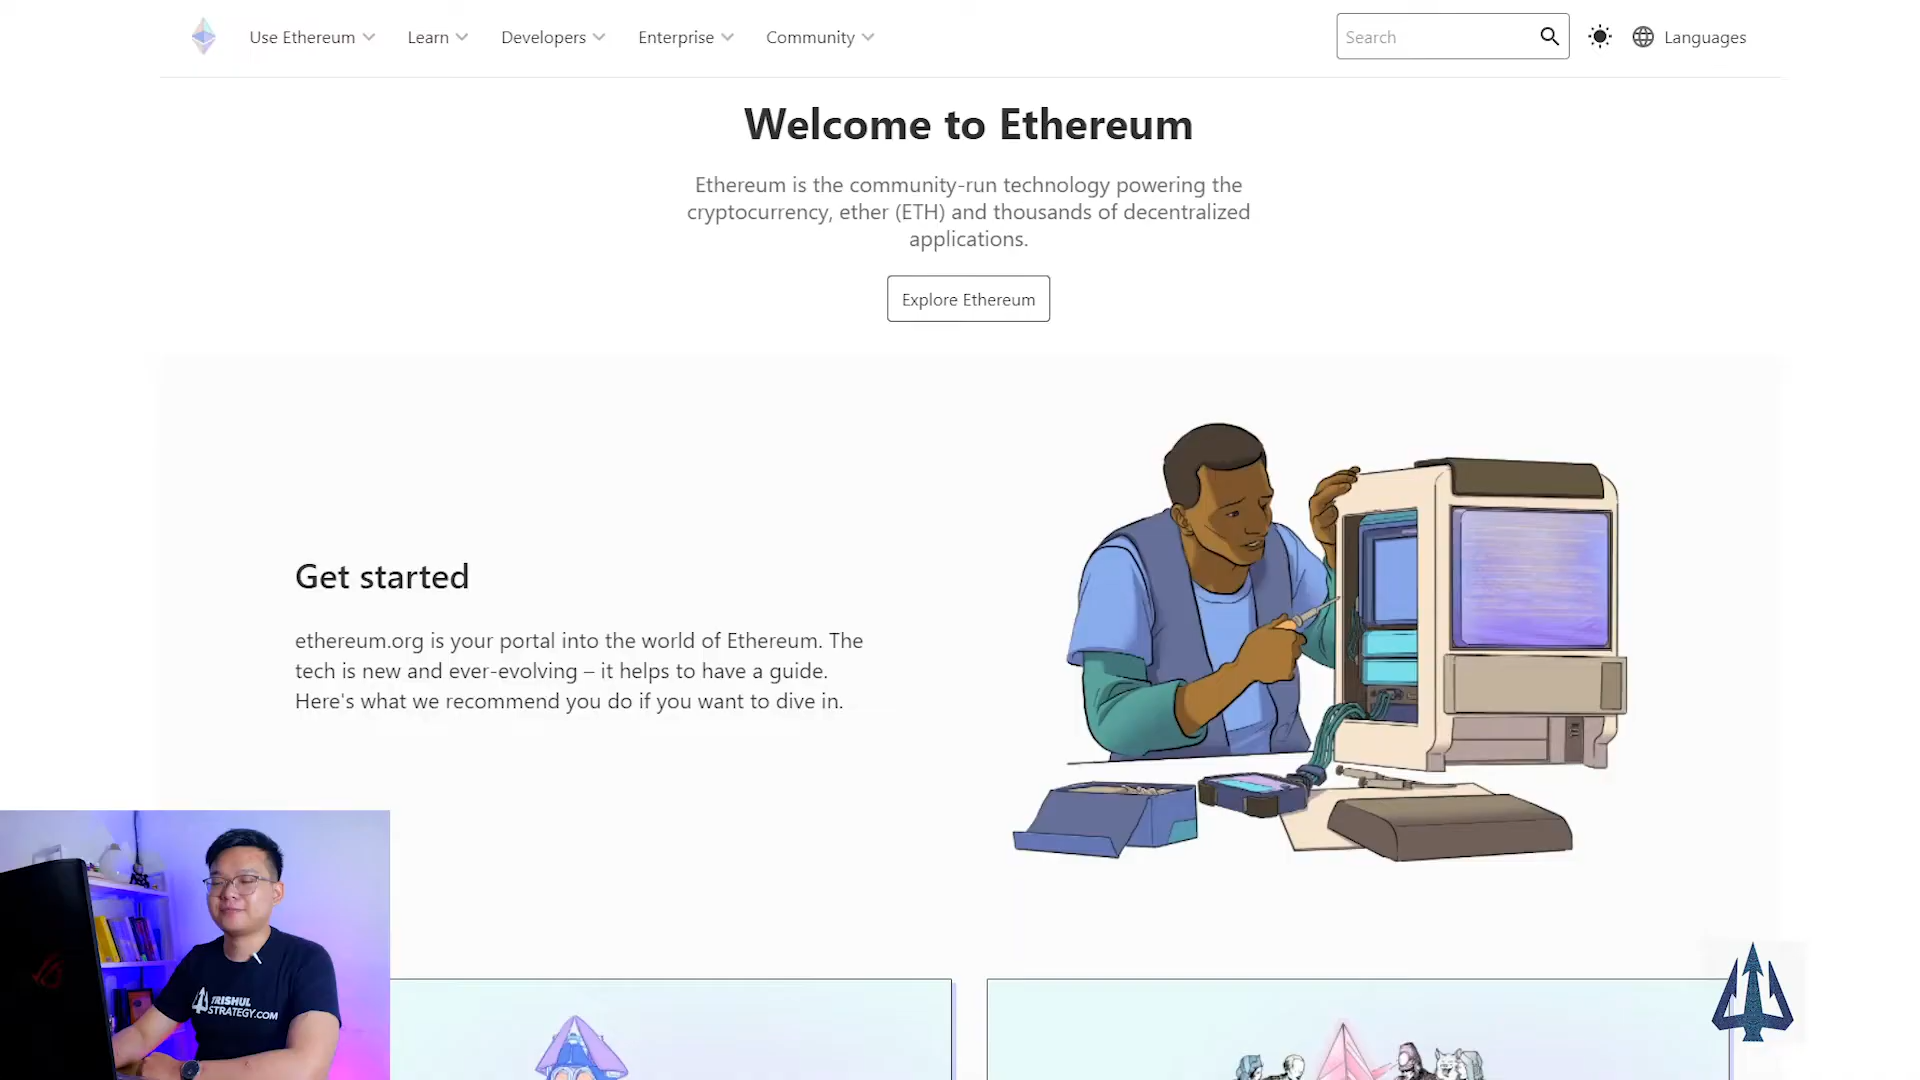 Use Ethereum
Learn
Developers
Enterprise
Community
Search
Languages
Welcome to Ethereum
Ethereum is the community-run technology powering the
cryptocurrency, ether (ETH) and thousands of decentralized
applications.
Explore Ethereum
Get started
ethereum.org is your portal into the world of Ethereum. The
tech is new and ever-evolving – it helps to have a guide.
Here's what we recommend you do if you want to dive in.
TRISHUL
STRATEGY.COM